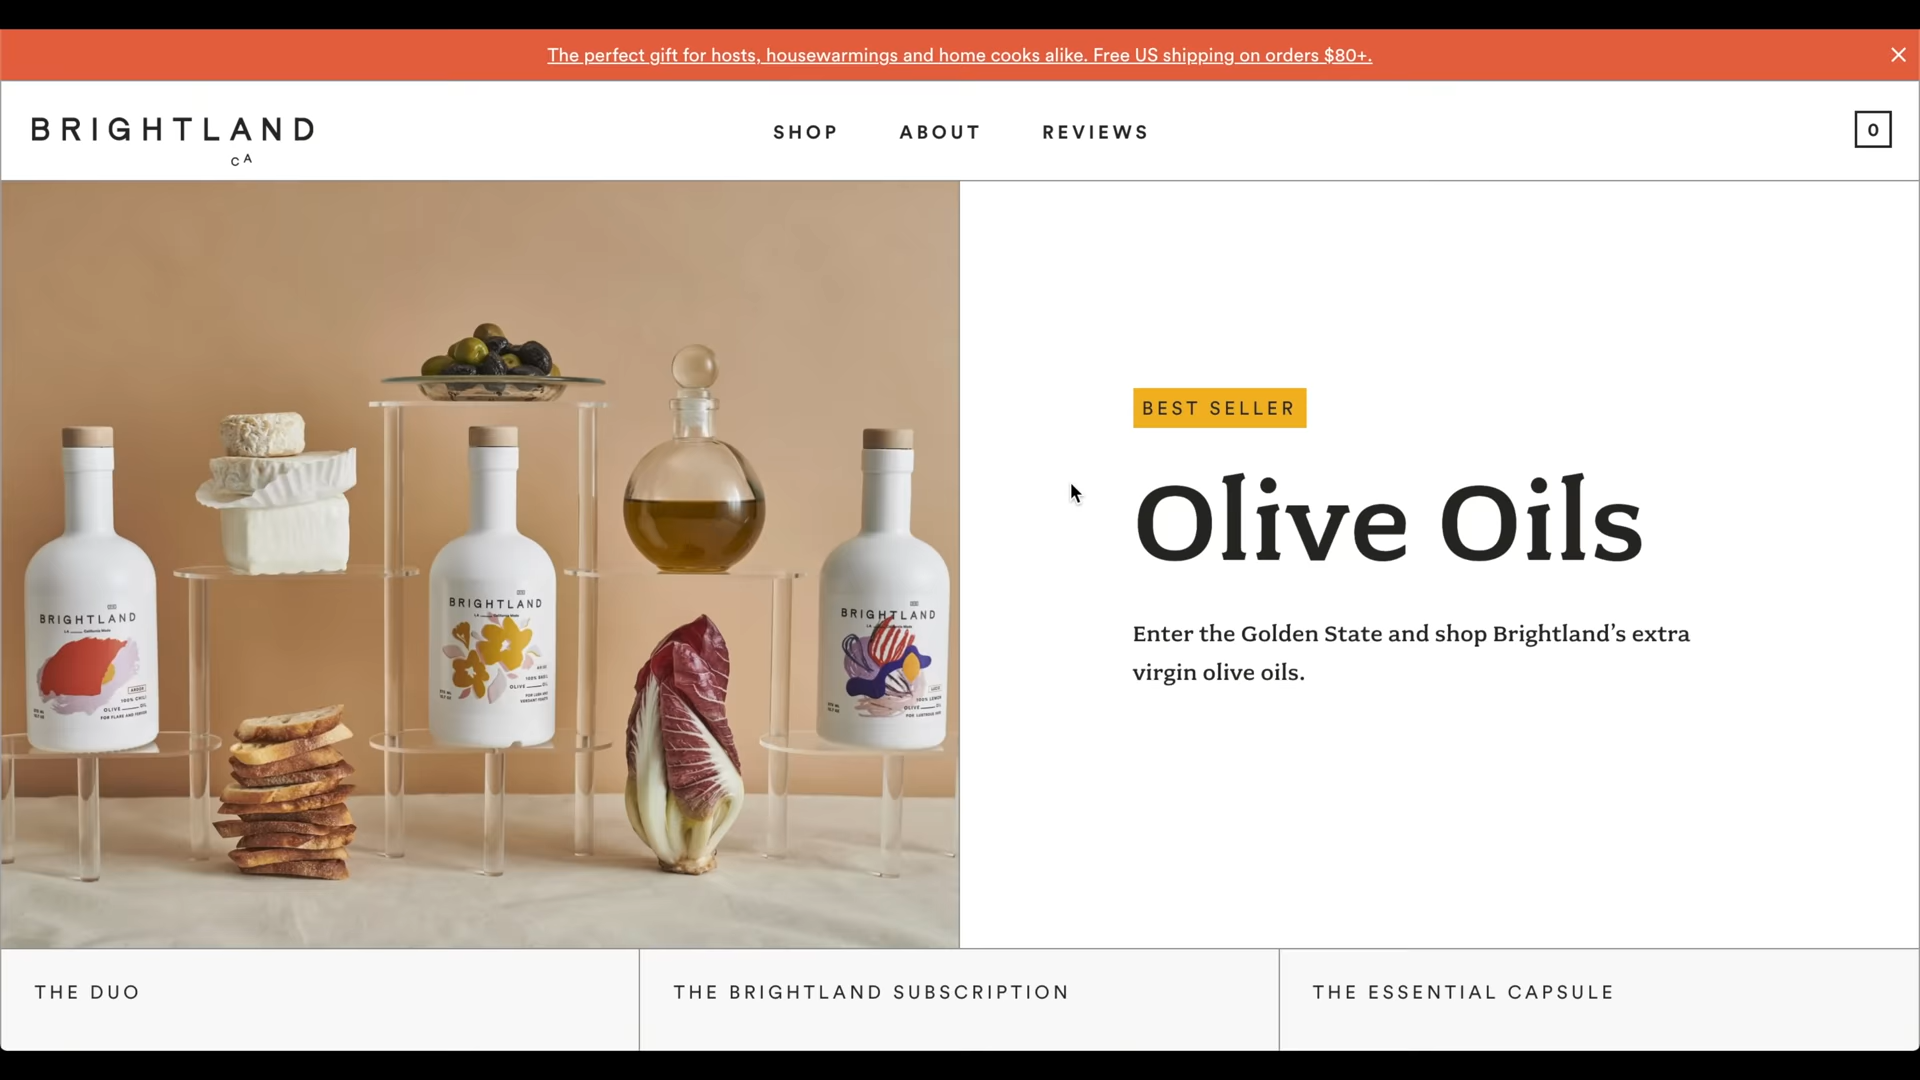 The perfect gift for hosts, housewarmings and home cooks alike. Free US shipping on orders $80+.
BRIGHTLAND
CA
SHOP ABOUT REVIEWS
0
BRIGHTLAND
BRIGHTLAND
BRIGHTLAND
BEST SELLER
Olive Oils
Enter the Golden State and shop Brightland’s extra
virgin olive oils.
THE DUO
THE BRIGHTLAND SUBSCRIPTION
THE ESSENTIAL CAPSULE